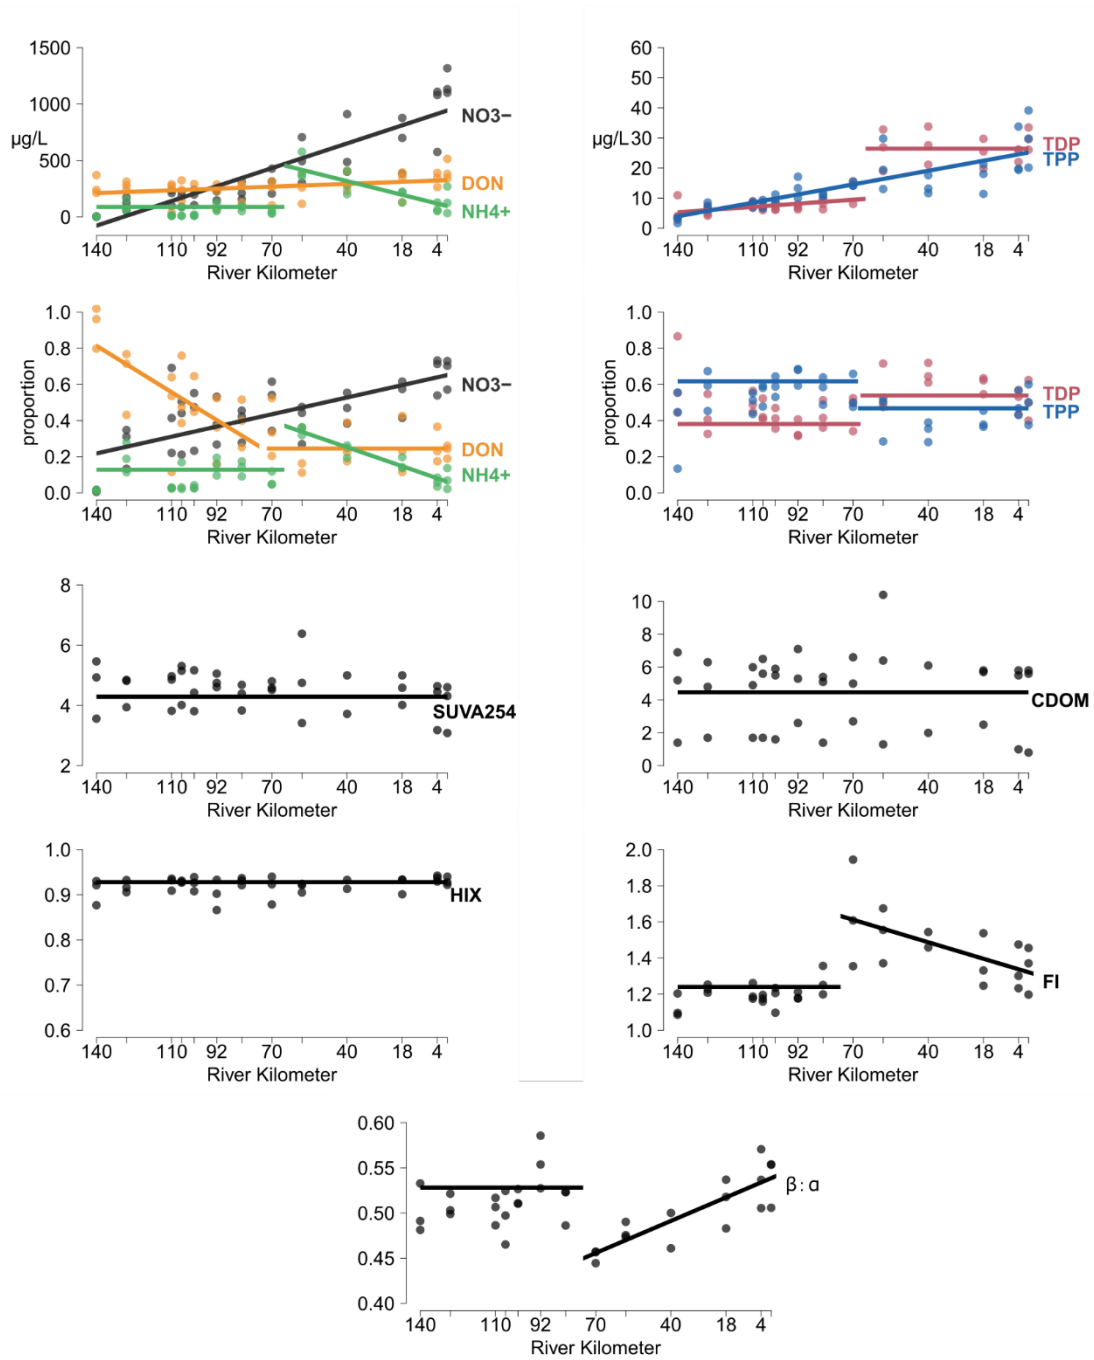 1500
1000
µg/L
500
0
NO3−
DON
NH4+
140 110 92 70 40 18 4
River Kilometer
60
50
40
µg/L
30
20
10
0
TDP
TPP
140 110 92 70 40 18 4
River Kilometer
1.0
0.8
0.6
0.4
0.2
0.0
proportion
NO3−
DON
NH4+
140 110 92 70 40 18 4
River Kilometer
1.0
0.8
0.6
0.4
0.2
0.0
proportion
TDP
TPP
140 110 92 70 40 18 4
River Kilometer
8
6
4
2
SUVA254
140 110 92 70 40 18 4
River Kilometer
10
8
6
4
2
0
CDOM
140 110 92 70 40 18 4
River Kilometer
1.0
0.9
0.8
0.7
0.6
HIX
140 110 92 70 40 18 4
River Kilometer
2.0
1.8
1.6
1.4
1.2
1.0
FI
140 110 92 70 40 18 4
River Kilometer
0.60
0.55
0.50
0.45
0.40
β:α
140 110 92 70 40 18 4
River Kilometer